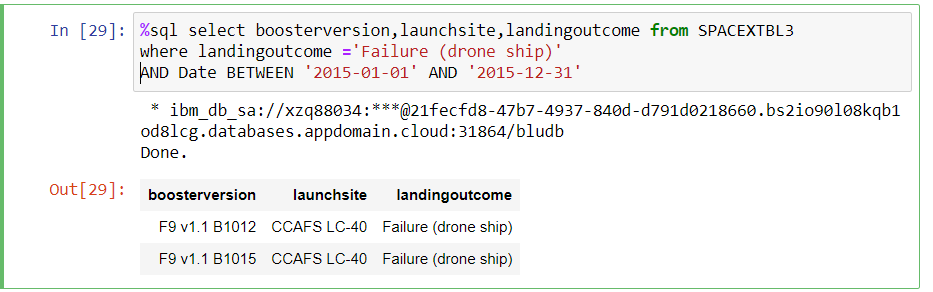 In [29]: %sql select boosterversion,launchsite,landingoutcome from SPACEXTBL3
where landingoutcome ='Failure (drone ship)'
AND Date BETWEEN '2015-01-01' AND '2015-12-31'
* ibm_db_sa://xzq88034:***@21fecfd8-47b7-4937-840d-d791d0218660.bs2io90l08kqb1
od8lcg.databases.appdomain.cloud:31864/bludb
Done.
Out[29]: boosterversion launchsite landingoutcome
F9 v1.1 B1012 CCAFS LC-40 Failure (drone ship)
F9 v1.1 B1015 CCAFS LC-40 Failure (drone ship)